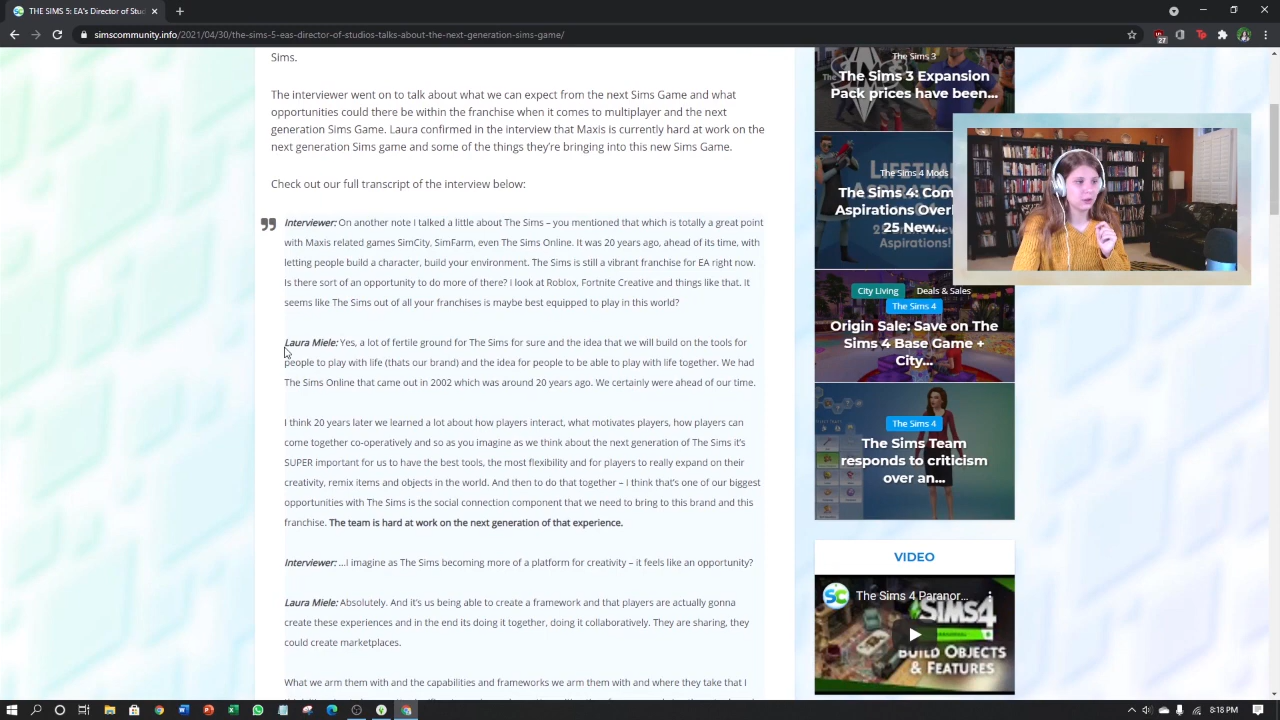 The SIMS 5: EA's Director of Stud
simscommunity.info/2021/04/30/the-sims-5-eas-director-of-studios-talks-about-the-next-generation-sims-game/
27
Sims.
The interviewer went on to talk about what we can expect from the next Sims Game and what
opportunities could there be within the franchise when it comes to multiplayer and the next
generation Sims Game. Laura confirmed in the interview that Maxis is currently hard at work on the
next generation Sims game and some of the things they're bringing into this new Sims Game.
Check out our full transcript of the interview below:
Interviewer: On another note I talked a little about The Sims – you mentioned that which is totally a great point
with Maxis related games SimCity, SimFarm, even The Sims Online. It was 20 years ago, ahead of its time, with
letting people build a character, build your environment. The Sims is still a vibrant franchise for EA right now.
Is there sort of an opportunity to do more of there? I look at Roblox, Fortnite Creative and things like that. It
seems like The Sims out of all your franchises is maybe best equipped to play in this world?
Laura Miele: Yes, a lot of fertile ground for The Sims for sure and the idea that we will build on the tools for
people to play with life (thats our brand) and the idea for people to be able to play with life together. We had
The Sims Online that came out in 2002 which was around 20 years ago. We certainly were ahead of our time.
I think 20 years later we learned a lot about how players interact, what motivates players, how players can
come together co-operatively and so as you imagine as we think about the next generation of The Sims it's
SUPER important for us to have the best tools, the most flexibility and for players to really expand on their
creativity, remix items and objects in the world. And then to do that together – I think that's one of our biggest
opportunities with The Sims is the social connection component that we need to bring to this brand and this
franchise. The team is hard at work on the next generation of that experience.
Interviewer: ...I imagine as The Sims becoming more of a platform for creativity – it feels like an opportunity?
Laura Miele: Absolutely. And it's us being able to create a framework and that players are actually gonna
create these experiences and in the end its doing it together, doing it collaboratively. They are sharing, they
could create marketplaces.
What we arm them with and the capabilities and frameworks we arm them with and where they take that I
The Sims 3
The Sims 3 Expansion
Pack prices have been...
The Sims 4 Mods
The Sims 4: Com
Aspirations Over
25 New...
Aspirations!
City Living
Deals & Sales
The Sims 4
Origin Sale: Save on The
Sims 4 Base Game +
City...
The Sims 4
The Sims Team
responds to criticism
over an...
VIDEO
SC
The Sims 4 Paranor...
SIMS4
BUILD OBJECTS
& FEATURES
8:18 PM